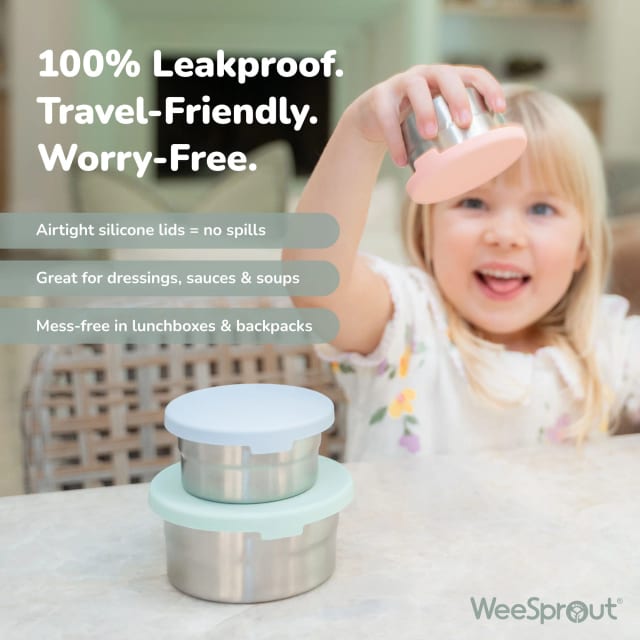 100% Leakproof.
Travel-Friendly.
Worry-Free.
Airtight silicone lids = no spills
Great for dressings, sauces & soups
Mess-free in lunchboxes & backpacks
WeeSprout®